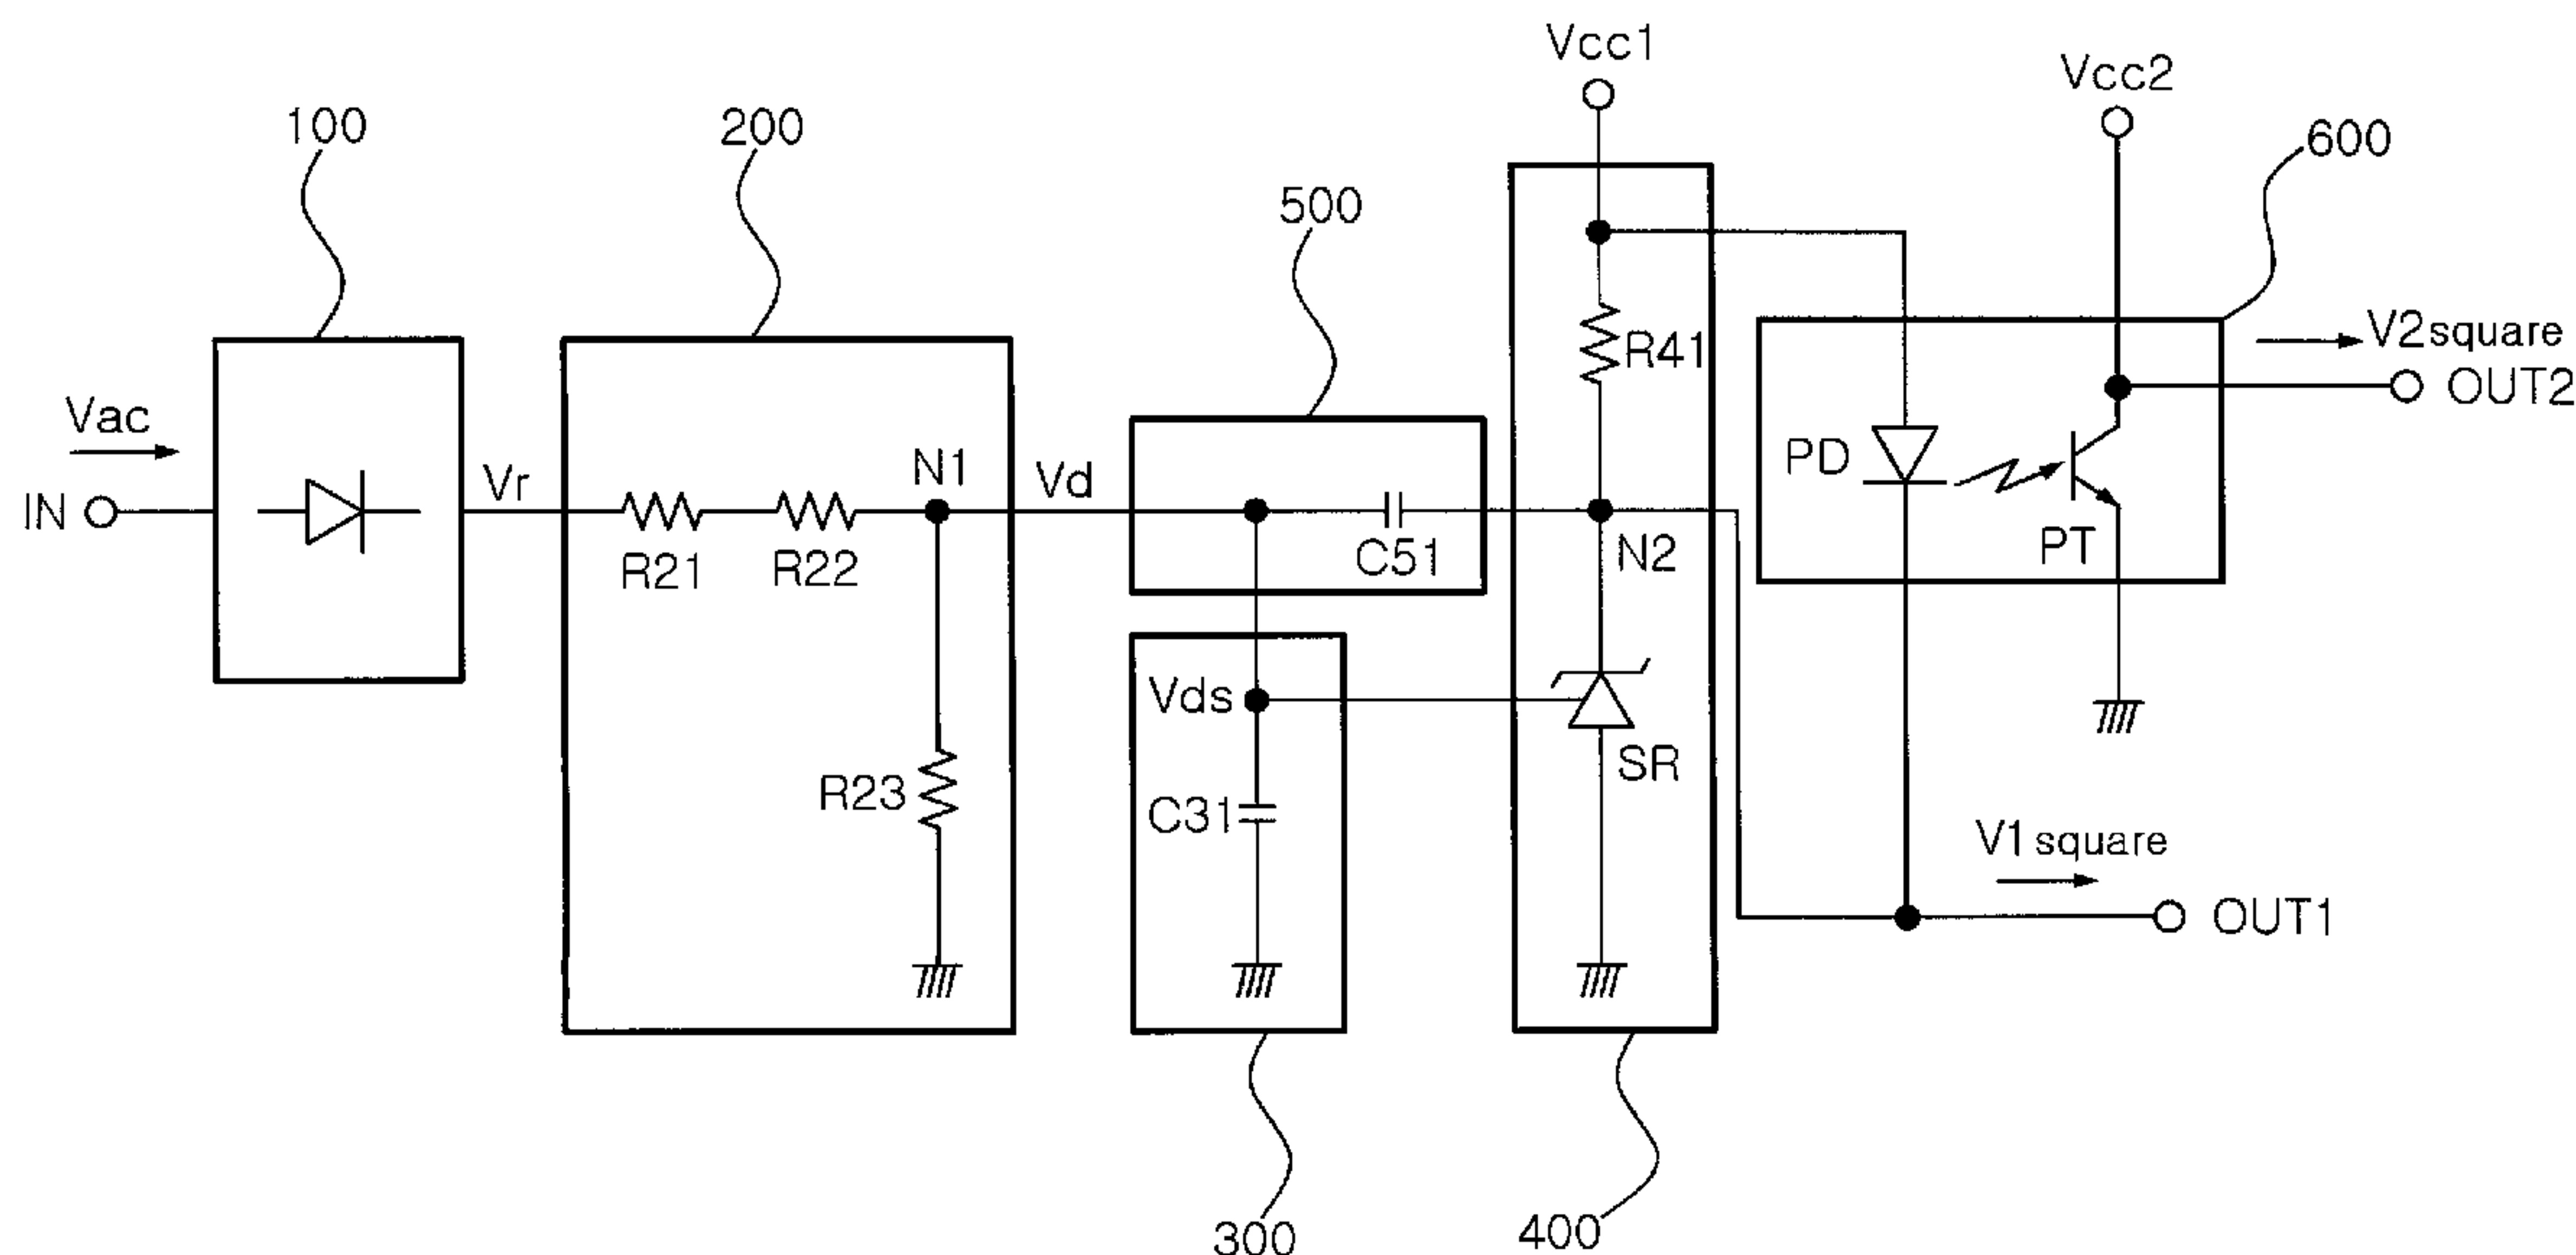 Vcc1
Vcc2
100
200
600
500
V2square
OUT2
R41
Vac
N1
Vd
PD
Vr
IN
R21
R22
C51
N2
PT
Vds
SR
R23
C31
V1square
OUT1
300
400